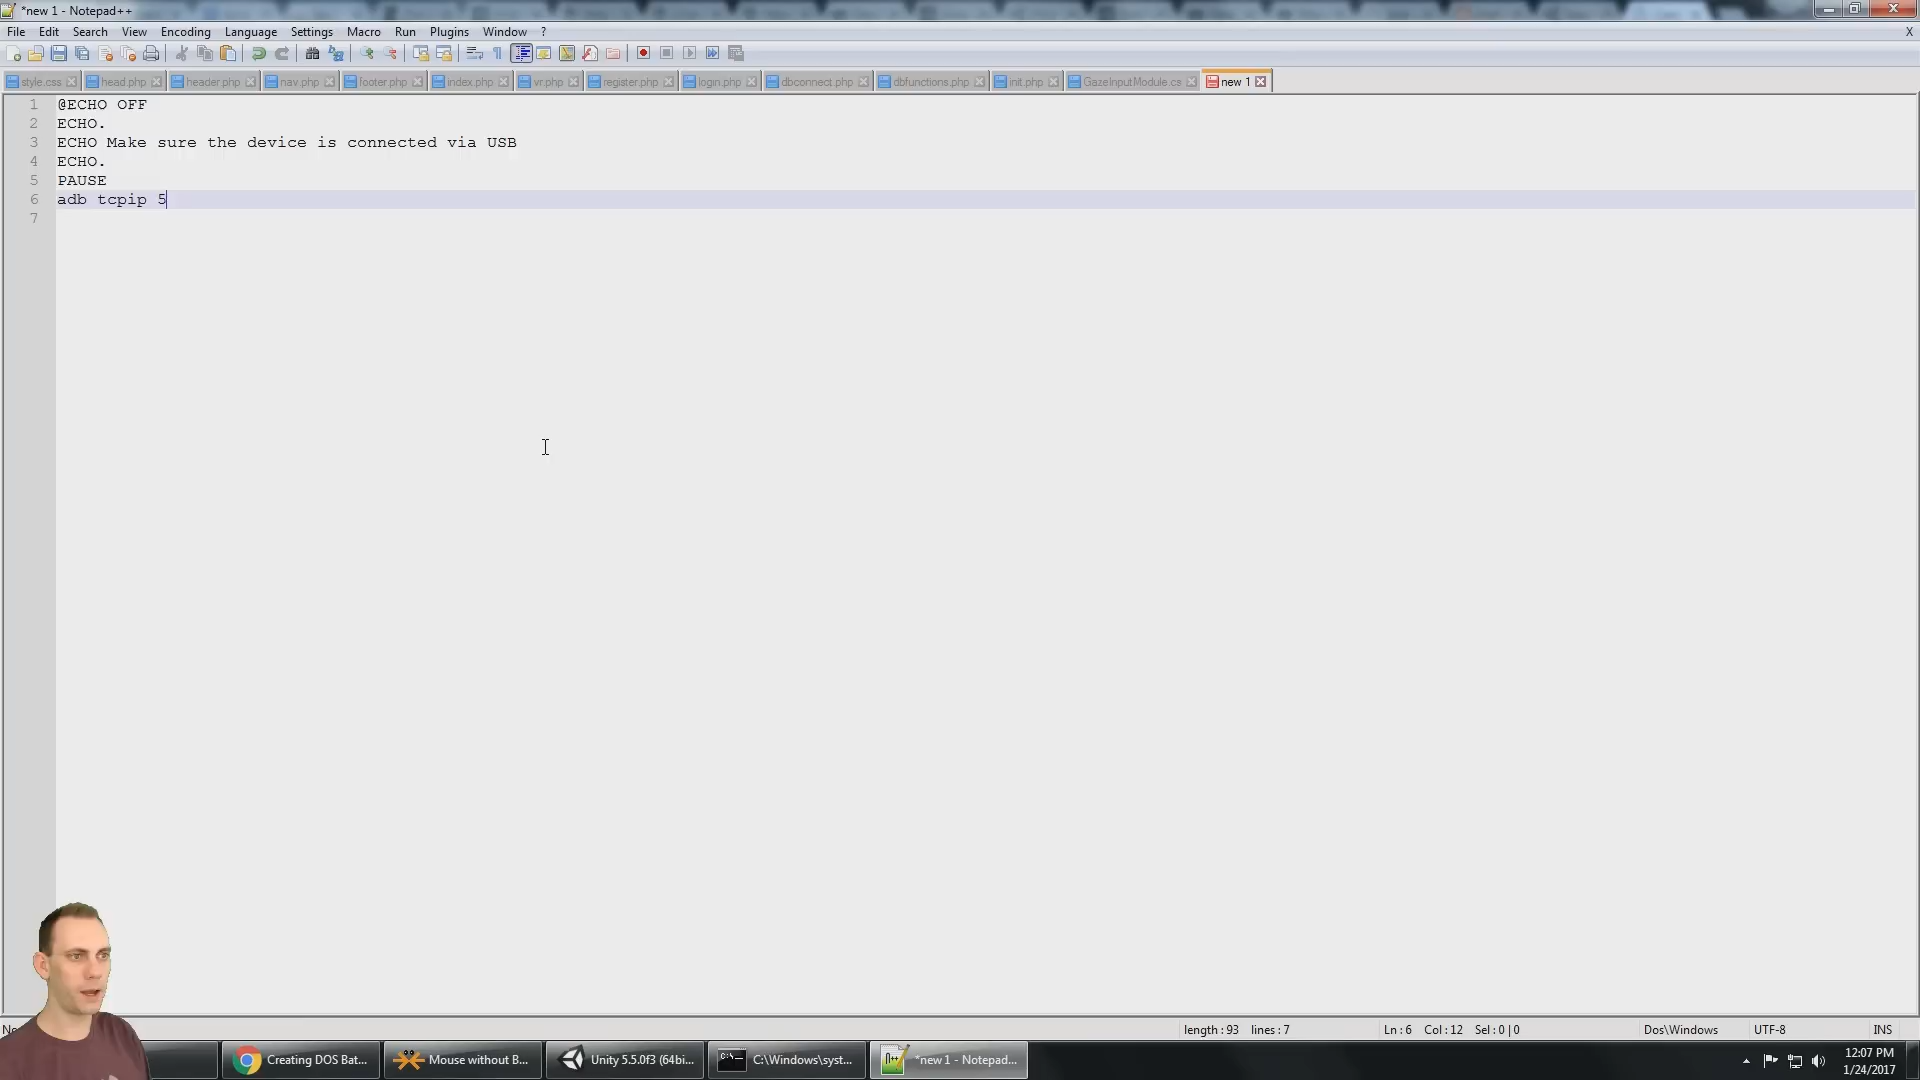 *new 1 - Notepad++
File Edit Search View Encoding Language Settings Macro Run Plugins Window ? X
style.css head.php header.php nav.php footer.php index.php vr.php register.php login.php dbconnect.php dbfunctions.php init.php GazeInputModule.cs new 1
1 @ECHO OFF
2 ECHO.
3 ECHO Make sure the device is connected via USB
4 ECHO.
5 PAUSE
6 adb tcpip 5
7
length : 93 lines : 7 Ln : 6 Col : 12 Sel : 0 | 0 Dos\Windows UTF-8 INS
Creating DOS Bat... Mouse without B... Unity 5.5.0f3 (64bi... C:\Windows\syst... *new 1 - Notepad... 12:07 PM
1/24/2017